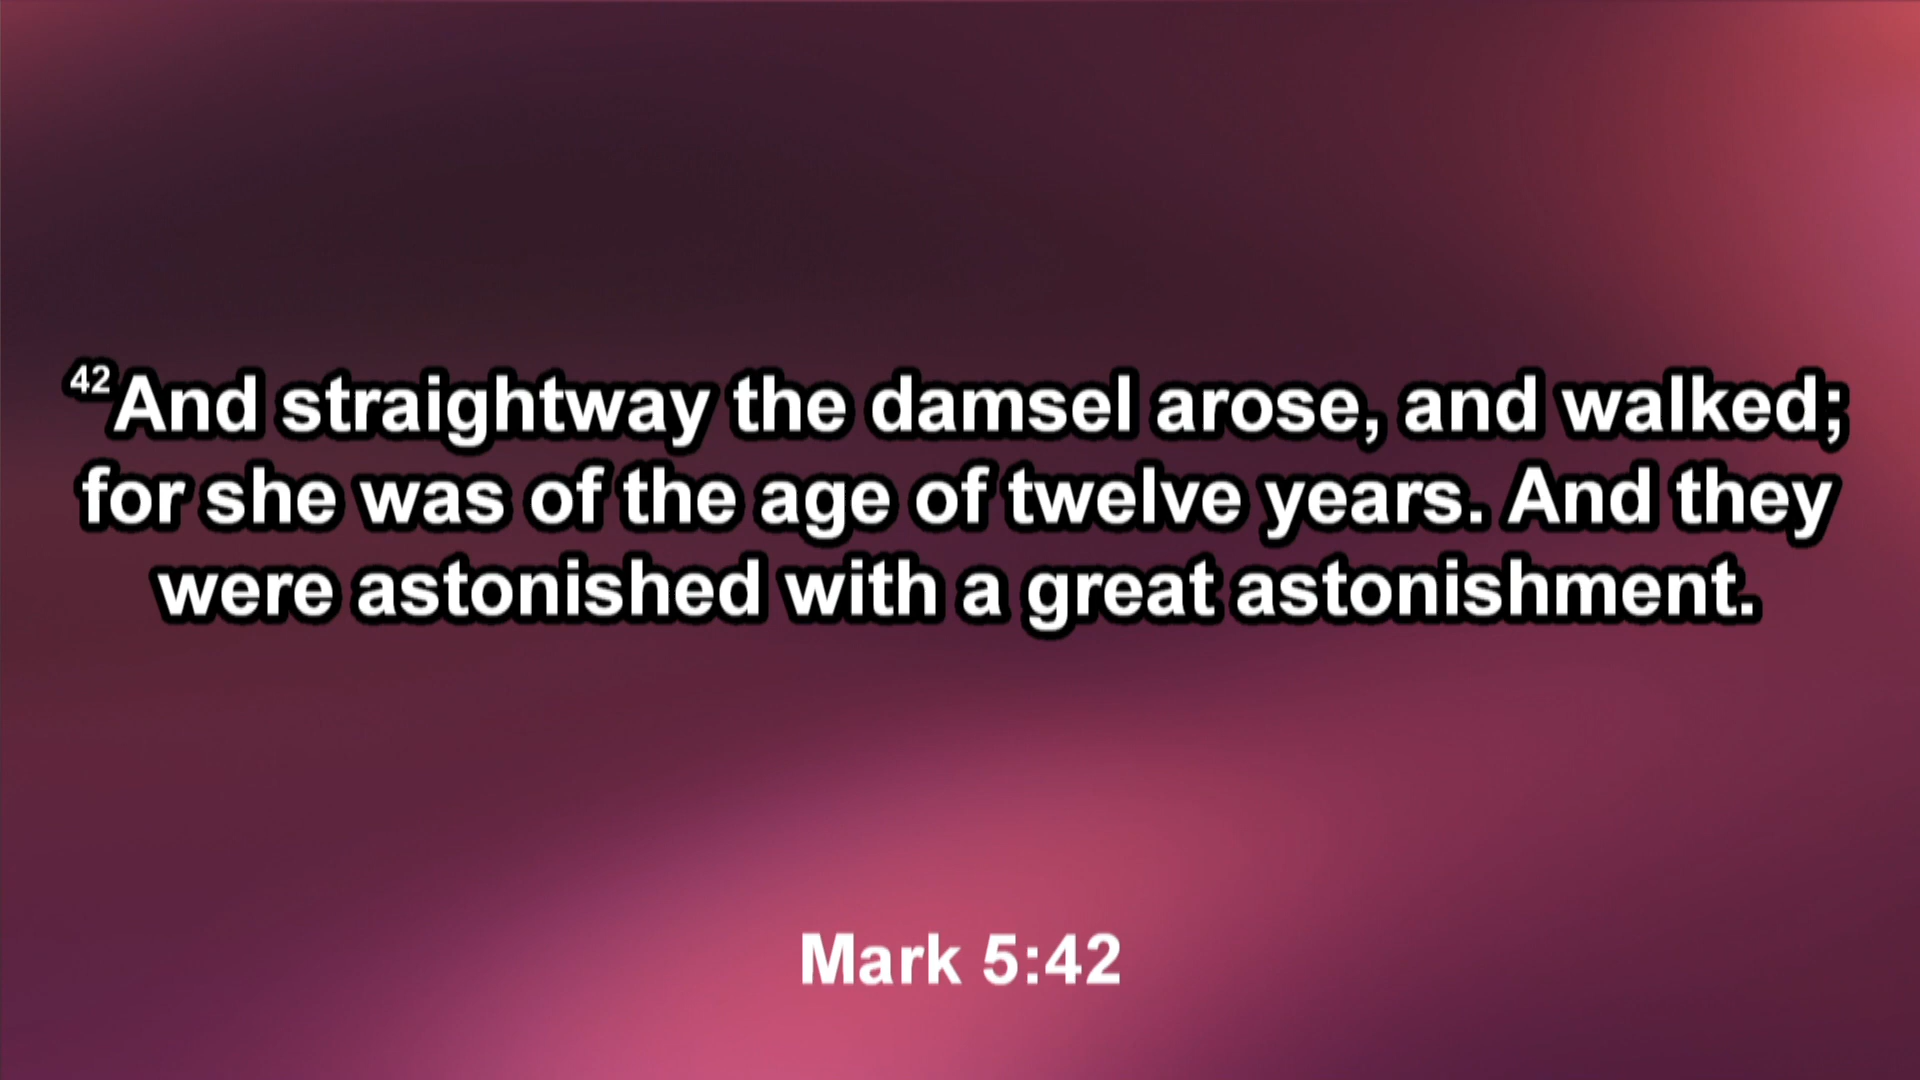 42And straightway the damsel arose, and walked;
for she was of the age of twelve years. And they
were astonished with a great astonishment.
Mark 5:42